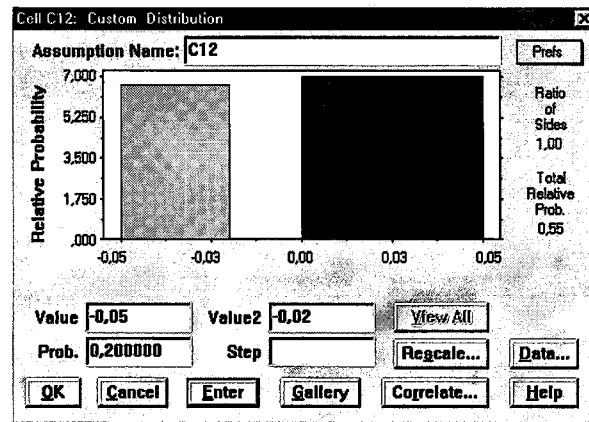 Cell C12: Custom Distribution
Assumption Name: C12
Prefs
Relative Probability
7,000
5,250
3,500
1,750
,000
-0,05 -0,03 0,00 0,03 0,05
Ratio
of
Sides
1,00
Total
Relative
Prob.
0,55
Value -0,05 Value2 -0,02 View All
Prob. 0,200000 Step Rescale... Data...
OK Cancel Enter Gallery Correlate... Help